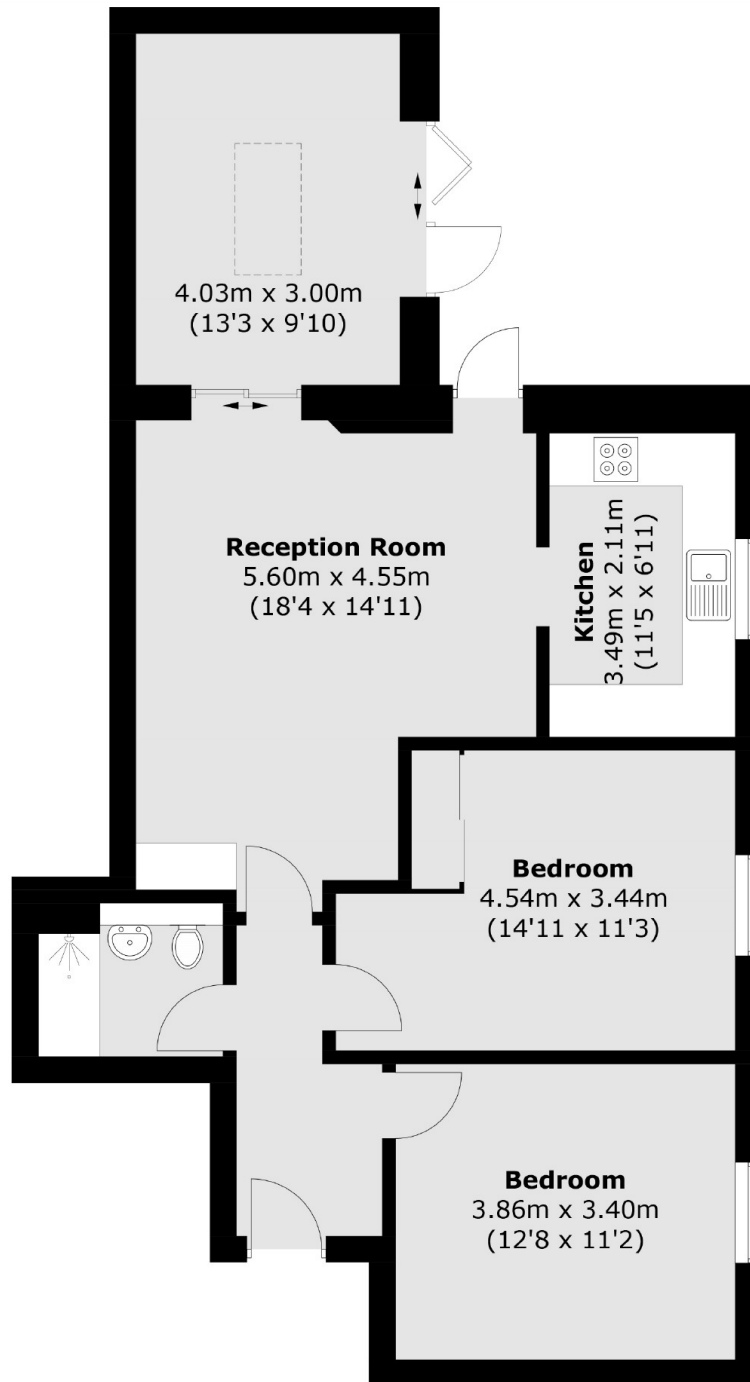 4.03m x 3.00m
(13'3 x 9'10)
Reception Room
5.60m x 4.55m
(18'4 x 14'11)
Kitchen
3.49m x 2.11m
(11'5 x 6'11)
Bedroom
4.54m x 3.44m
(14'11 x 11'3)
Bedroom
3.86m x 3.40m
(12'8 x 11'2)